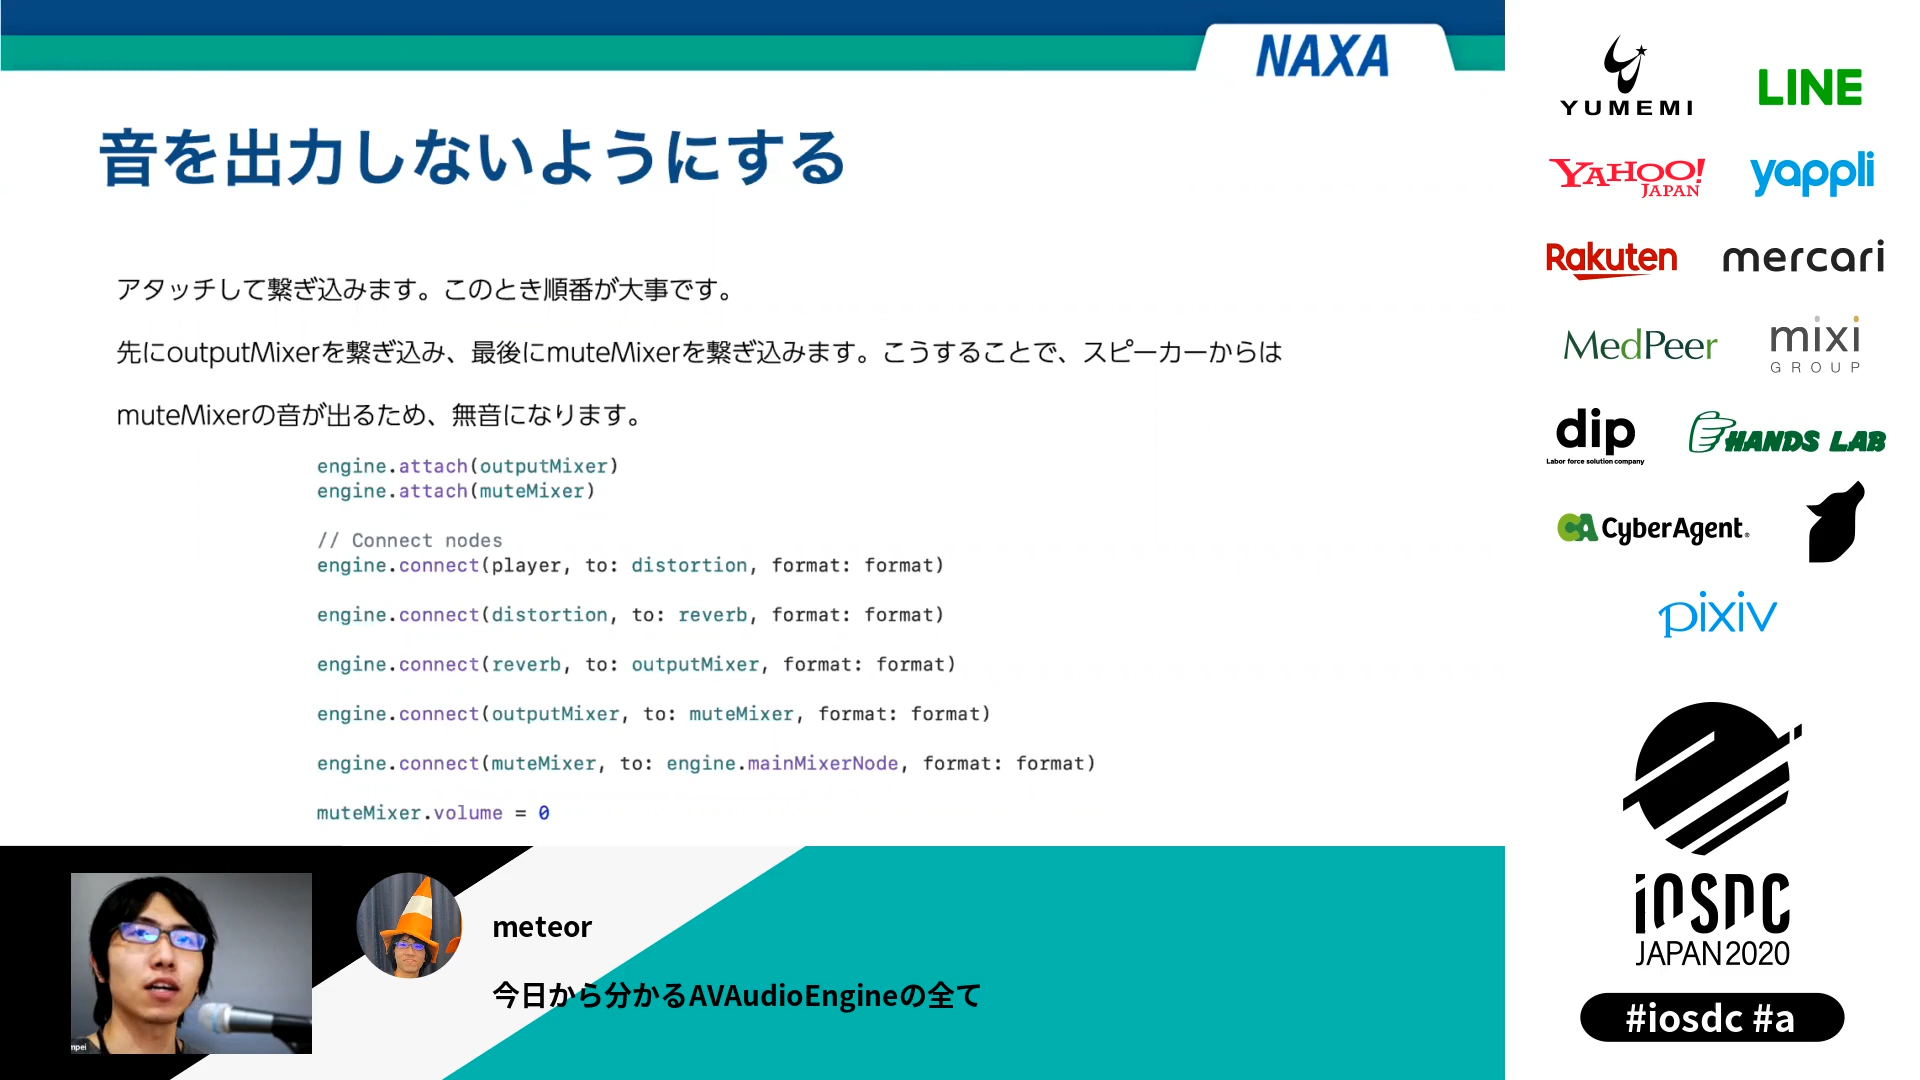 NAXA
音を出力しないようにする
アタッチして繋ぎ込みます。このとき順番が大事です。
先にoutputMixerを繋ぎ込み、最後にmuteMixerを繋ぎ込みます。こうすることで、スピーカーからは
muteMixerの音が出るため、無音になります。
engine.attach(outputMixer)
engine.attach(muteMixer)
// Connect nodes
engine.connect(player, to: distortion, format: format)
engine.connect(distortion, to: reverb, format: format)
engine.connect(reverb, to: outputMixer, format: format)
engine.connect(outputMixer, to: muteMixer, format: format)
engine.connect(muteMixer, to: engine.mainMixerNode, format: format)
muteMixer.volume = 0
mpei
meteor
今日から分かるAVAudioEngineの全て
YUMEMI
LINE
YAHOO!
JAPAN
yappli
Rakuten
mercari
MedPeer
mixi
GROUP
dip
Labor force solution company
HANDS LAB
CA CyberAgent.
pixiv
iOSDC
JAPAN2020
#iosdc #a